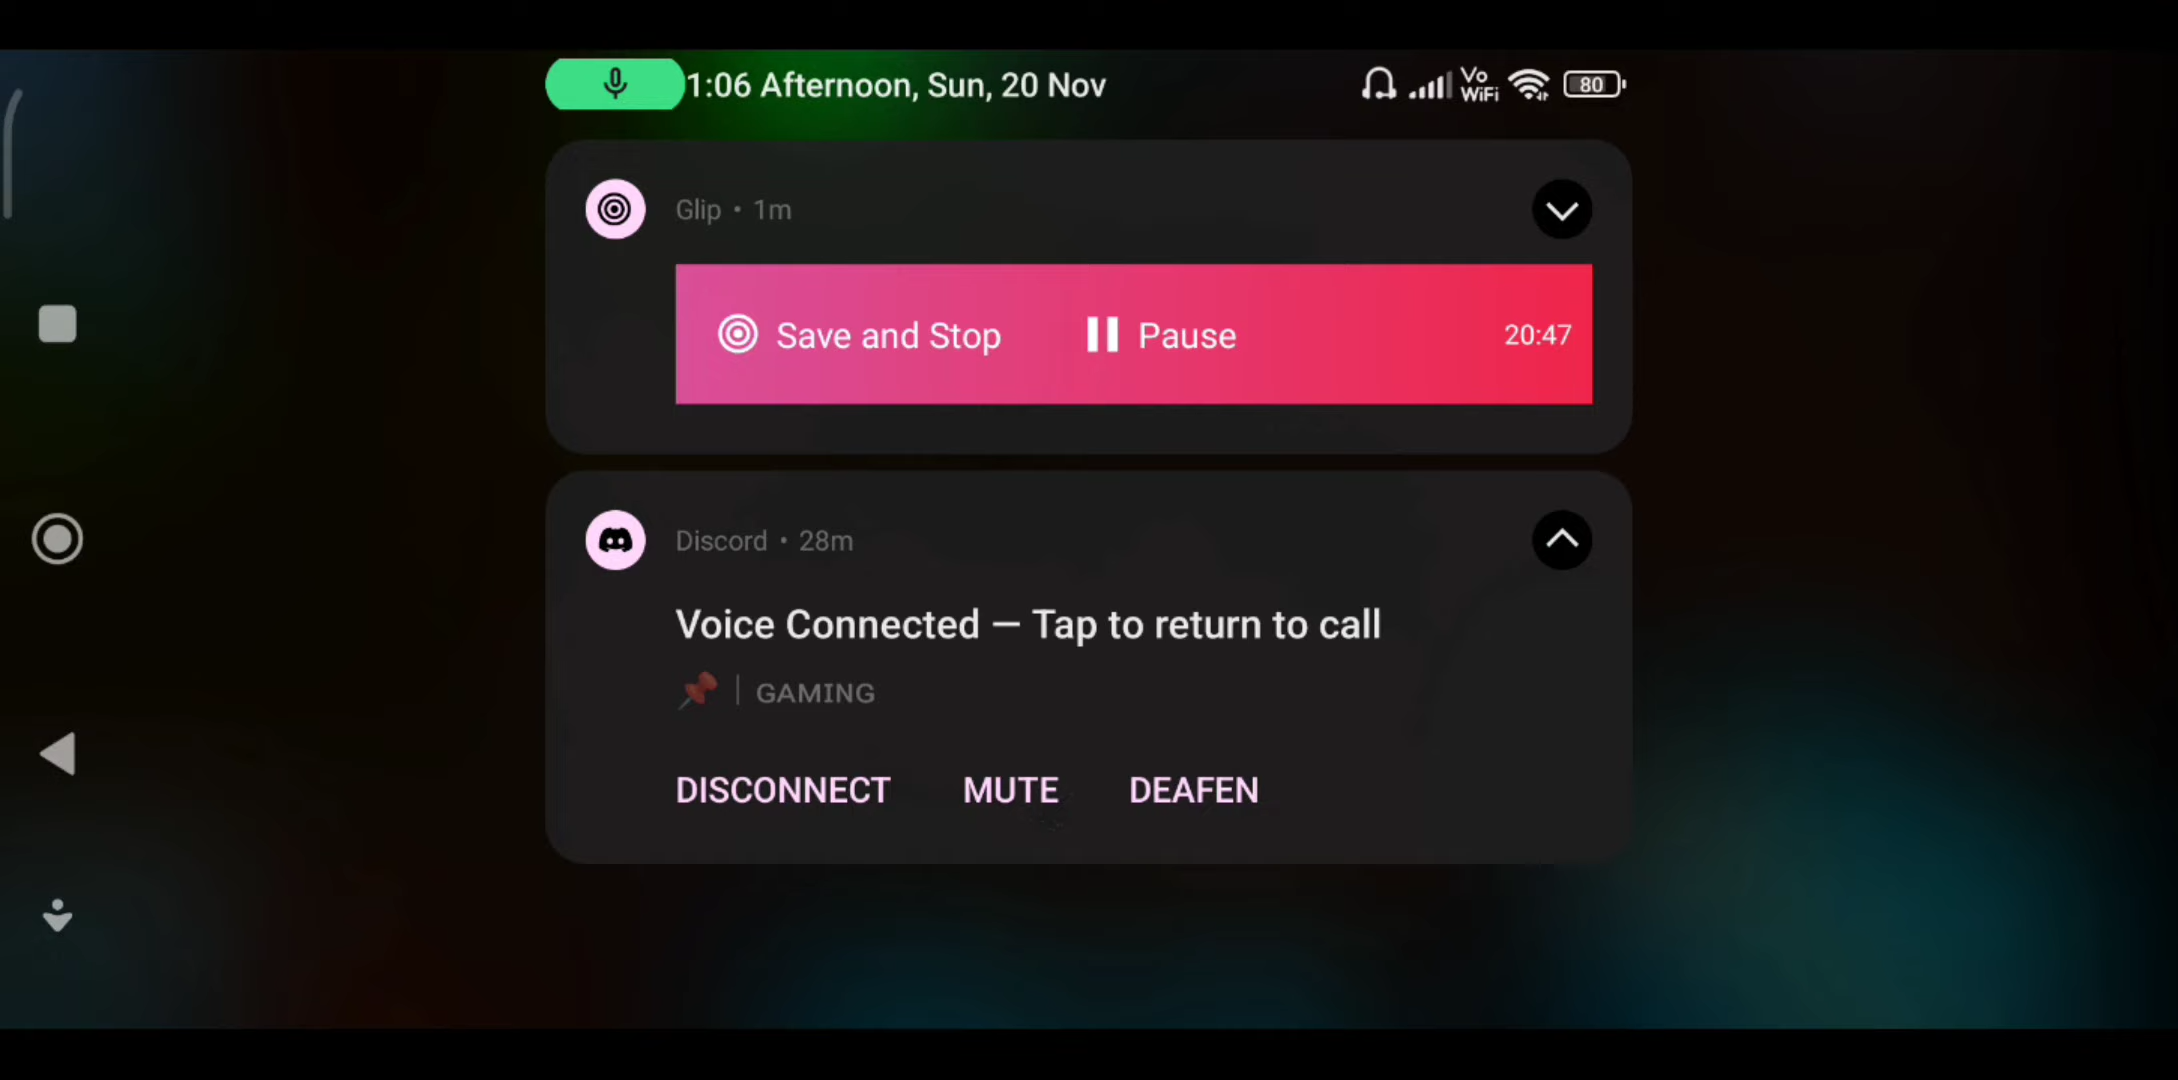 1:06 Afternoon, Sun, 20 Nov
Vo
WiFi
80
Glip • 1m
Save and Stop
Pause
20:47
Discord • 28m
Voice Connected — Tap to return to call
📌 | ɢᴀᴍɪɴɢ
DISCONNECT
MUTE
DEAFEN